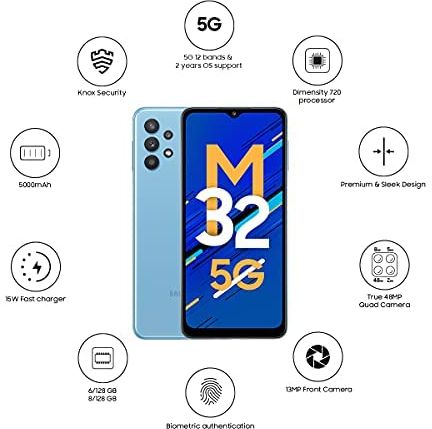 5G
5G 12 bands &
2 years OS support
Knox Security
Dimensity 720
processor
5000mAh
Premium & Sleek Design
M
32
5G
15W Fast charger
True 48MP
Quad Camera
6/128 GB
8/128 GB
13MP Front Camera
Biometric authentication